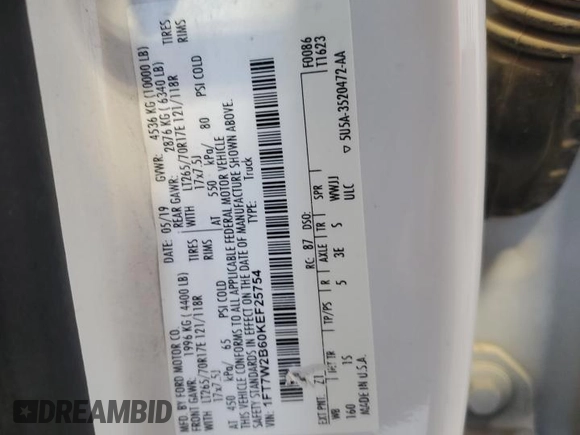 MFD. BY FORD MOTOR CO.
DATE: 05/19 GVWR: 4536 KG (10000 LB)
FRONT GAWR: 1996 KG (4400 LB) REAR GAWR: 2876 KG (6340 LB)
WITH LT265/70R17E 121/118R TIRES WITH LT265/70R17E 121/118R TIRES
17x7.5J RIMS 17x7.5J RIMS
AT 450 kPa/ 65 PSI COLD AT 550 kPa/ 80 PSI COLD
THIS VEHICLE CONFORMS TO ALL APPLICABLE FEDERAL MOTOR VEHICLE
SAFETY STANDARDS IN EFFECT ON THE DATE OF MANUFACTURE SHOWN ABOVE.
1FT7W2B60KEF25754 TYPE: Truck
F0086
T1623
EXT PNT: Z1 RC: 87 DSO:
WB INT TR TP/PS R AXLE TR SPR
160 1S 5 3E S WWJJ
ULC
MADE IN U.S.A. ▽ 5U5A-3520472-AA
DREAMBID